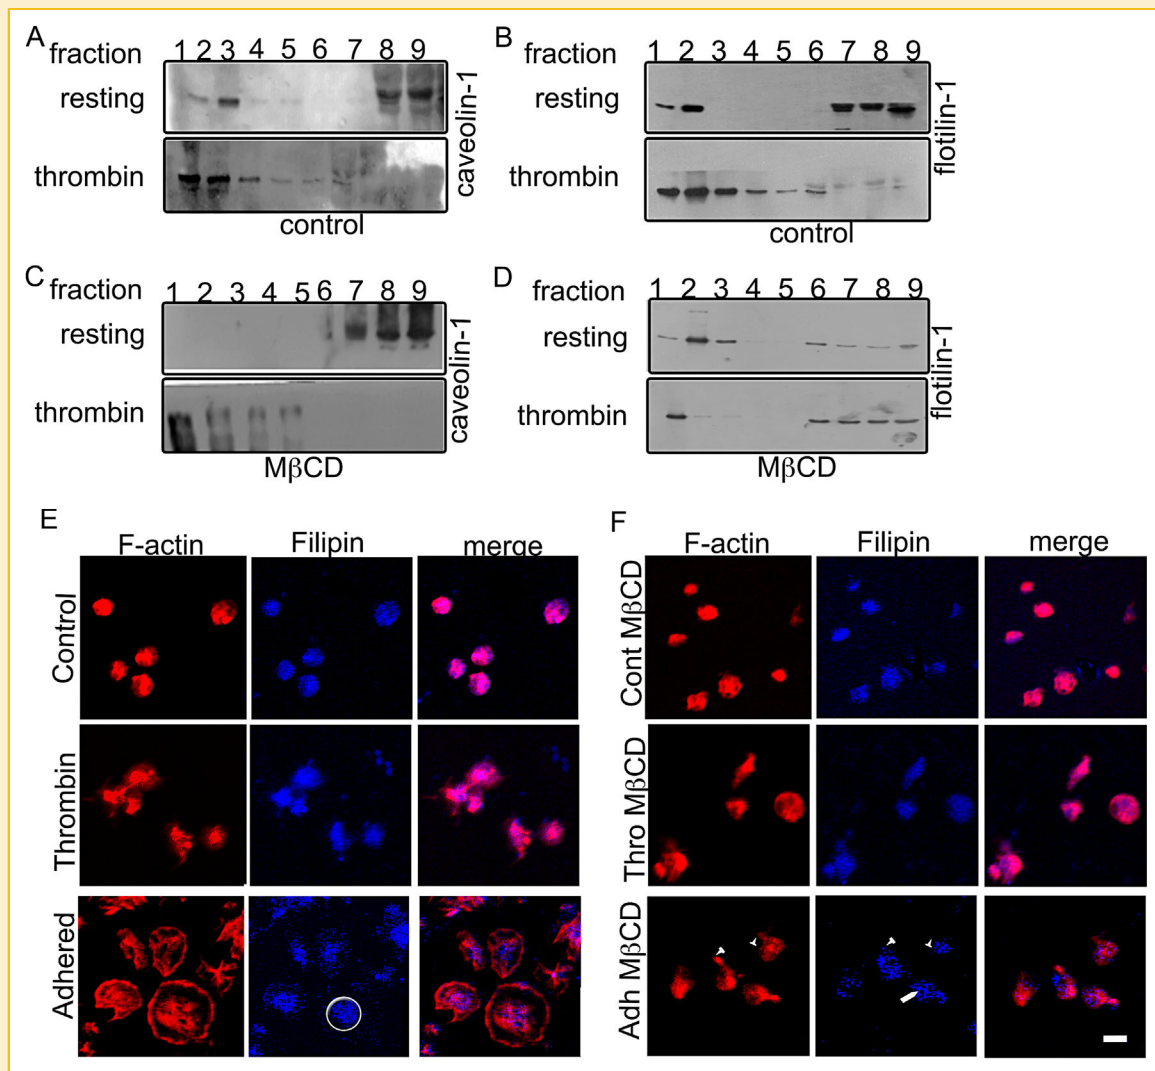 A
fraction 1 2 3 4 5 6 7 8 9
resting
thrombin
caveolin-1
control
B
fraction 1 2 3 4 5 6 7 8 9
resting
thrombin
flotilin-1
control
C
fraction 1 2 3 4 5 6 7 8 9
resting
thrombin
caveolin-1
MβCD
D
fraction 1 2 3 4 5 6 7 8 9
resting
thrombin
flotilin-1
MβCD
E
F-actin Filipin merge
Control
Thrombin
Adhered
F
F-actin Filipin merge
Cont MβCD
Thro MβCD
Adh MβCD